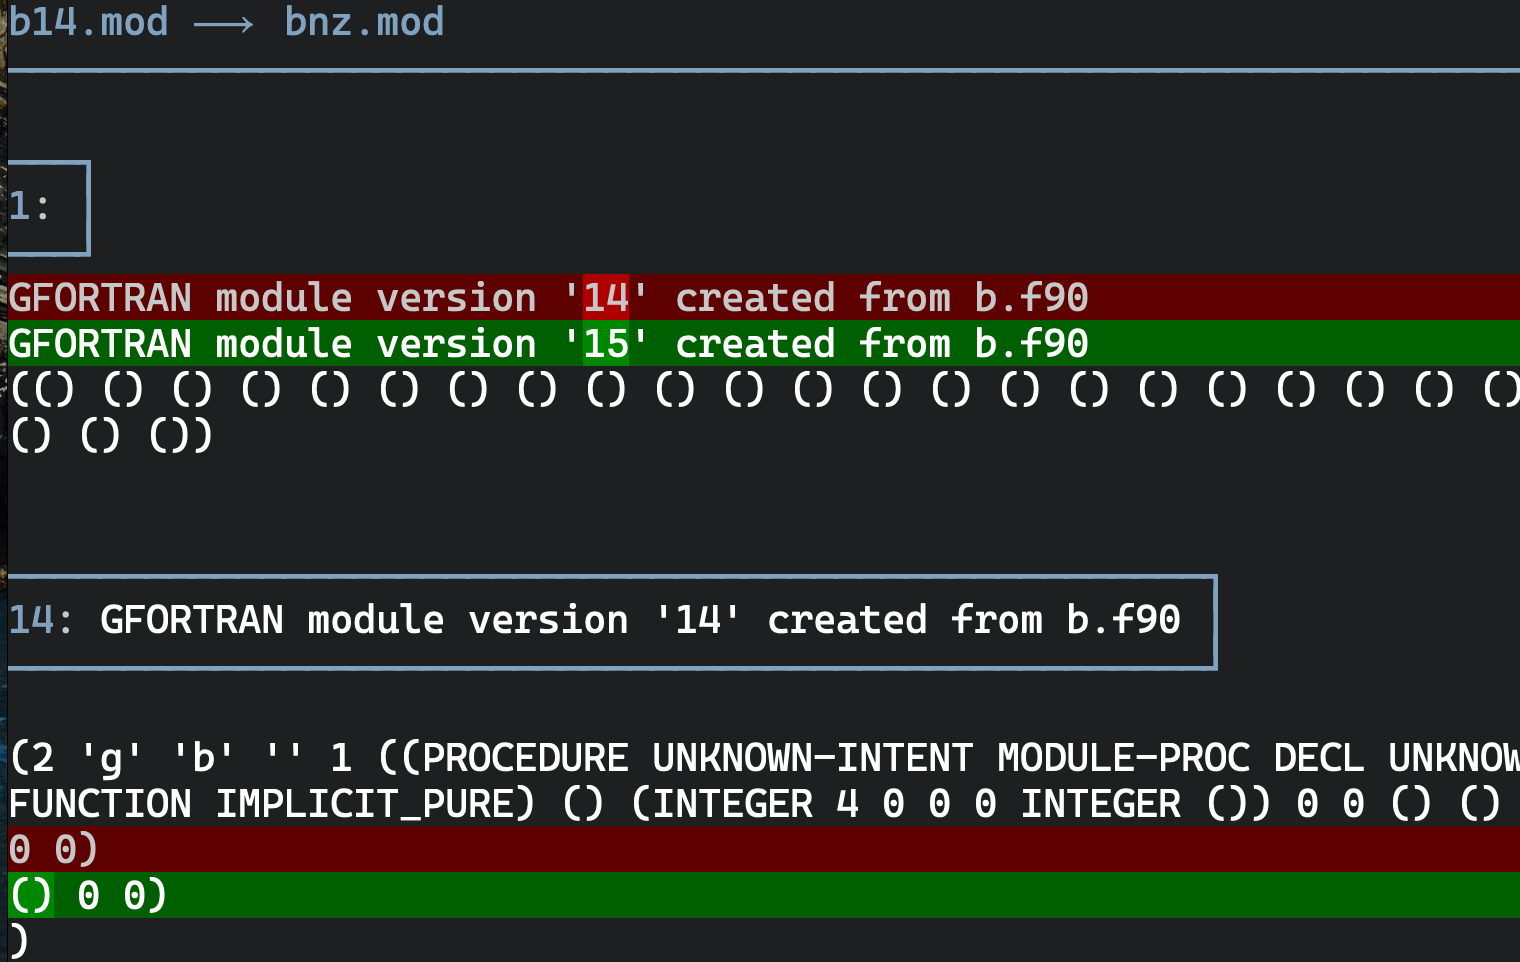 b14.mod ⟶ bnz.mod
1:
GFORTRAN module version '14' created from b.f90
GFORTRAN module version '15' created from b.f90
(() () () () () () () () () () () () () () () () () () () () () ()
() () ())
14: GFORTRAN module version '14' created from b.f90
(2 'g' 'b' '' 1 ((PROCEDURE UNKNOWN-INTENT MODULE-PROC DECL UNKNOW
FUNCTION IMPLICIT_PURE) () (INTEGER 4 0 0 0 INTEGER ()) 0 0 () ()
0 0)
() 0 0)
)